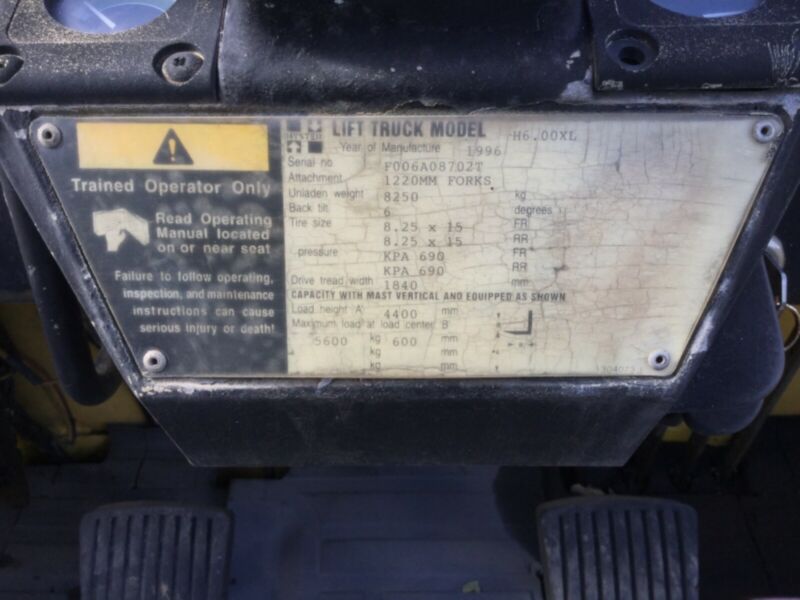 Trained Operator Only
Read Operating
Manual located
on or near seat
Failure to follow operating,
inspection, and maintenance
instructions can cause
serious injury or death!
HYSTER
LIFT TRUCK MODEL H6.00XL
Year of Manufacture 1996
Serial no F006A08702T
Attachment 1220MM FORKS
Unladen weight 8250 kg
Back tilt 6 degrees
Tire size 8.25 x 15 FR
8.25 x 15 RR
pressure KPA 690 FR
KPA 690 RR
Drive tread width 1840 mm
CAPACITY WITH MAST VERTICAL AND EQUIPPED AS SHOWN
Load height A 4400 mm
Maximum load at load center B
5600 kg 600 mm
kg mm
kg mm